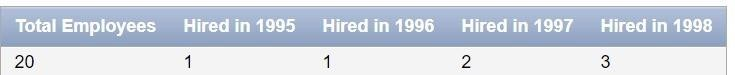 Total Employees Hired in 1995 Hired in 1996 Hired in 1997 Hired in 1998
20 1 1 2 3